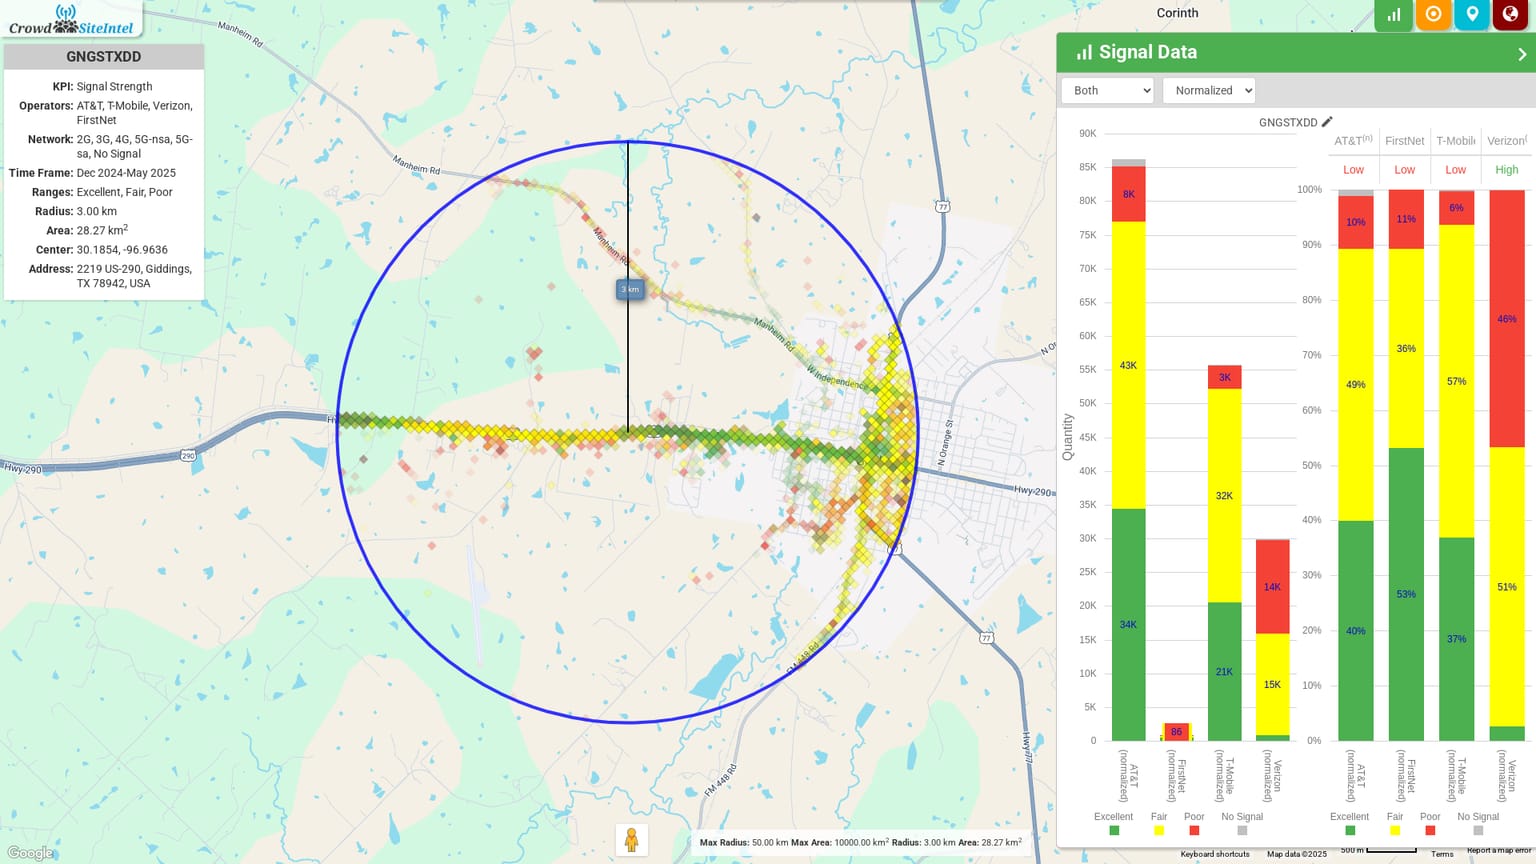 Crowd SiteIntel
GNGSTXDD
KPI: Signal Strength
Operators: AT&T, T-Mobile, Verizon,
FirstNet
Network: 2G, 3G, 4G, 5G-nsa, 5G-
sa, No Signal
Time Frame: Dec 2024-May 2025
Ranges: Excellent, Fair, Poor
Radius: 3.00 km
Area: 28.27 km²
Center: 30.1854, -96.9636
Address: 2219 US-290, Giddings,
TX 78942, USA
Manheim Rd
Corinth
Manheim Rd
77
Manheim Rd
3 km
Manheim Rd
W Independence
N Orange St
290
Hwy 290
Hwy 290
77
FM 448 Rd
Hwy 77
FM 448 Rd
Google
Max Radius: 50.00 km Max Area: 10000.00 km² Radius: 3.00 km Area: 28.27 km²
Signal Data
Both
Normalized
GNGSTXDD
Quantity
90K
85K
80K
75K
70K
65K
60K
55K
50K
45K
40K
35K
30K
25K
20K
15K
10K
5K
0
8K
43K
34K
86
3K
32K
21K
14K
15K
AT&T
(normalized)
FirstNet
(normalized)
T-Mobile
(normalized)
Verizon
(normalized)
Excellent Fair Poor No Signal
AT&T(n) FirstNet T-Mobile Verizon(
Low Low Low High
100%
90%
80%
70%
60%
50%
40%
30%
20%
10%
0%
10%
49%
40%
11%
36%
53%
6%
57%
37%
46%
51%
AT&T
(normalized)
FirstNet
(normalized)
T-Mobile
(normalized)
Verizon
(normalized)
Excellent Fair Poor No Signal
Keyboard shortcuts Map data ©2025 500 m Terms Report a map error